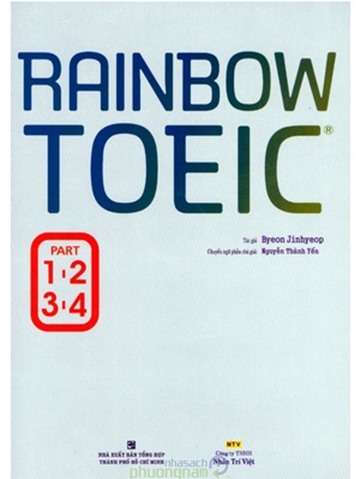 RAINBOW
TOEIC®
PART
1·2
3·4
Tác giả Byeon Jinhyeop
Chuyển ngữ phần chú giải Nguyễn Thành Yến
NHÀ XUẤT BẢN TỔNG HỢP
THÀNH PHỐ HỒ CHÍ MINH
nhasach
phuongnam
NTV
Công ty TNHH
Nhân Trí Việt